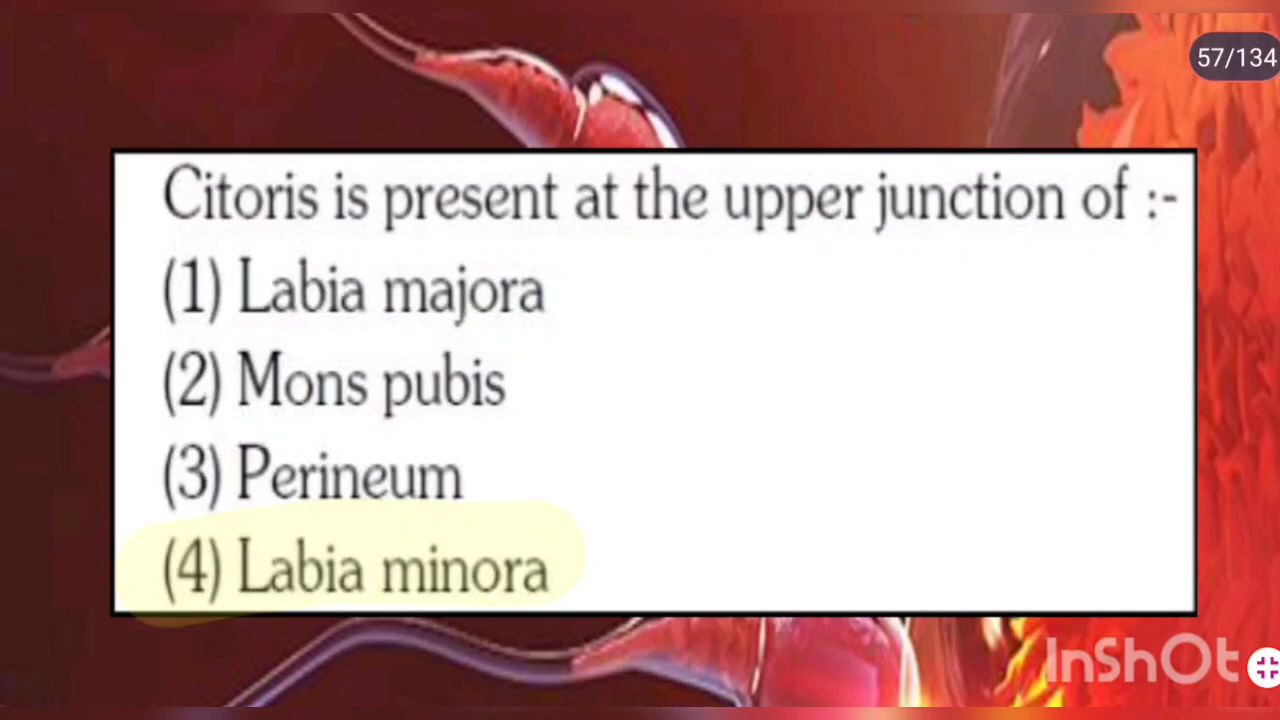 57/134
Citoris is present at the upper junction of :-
(1) Labia majora
(2) Mons pubis
(3) Perineum
(4) Labia minora
InShOt